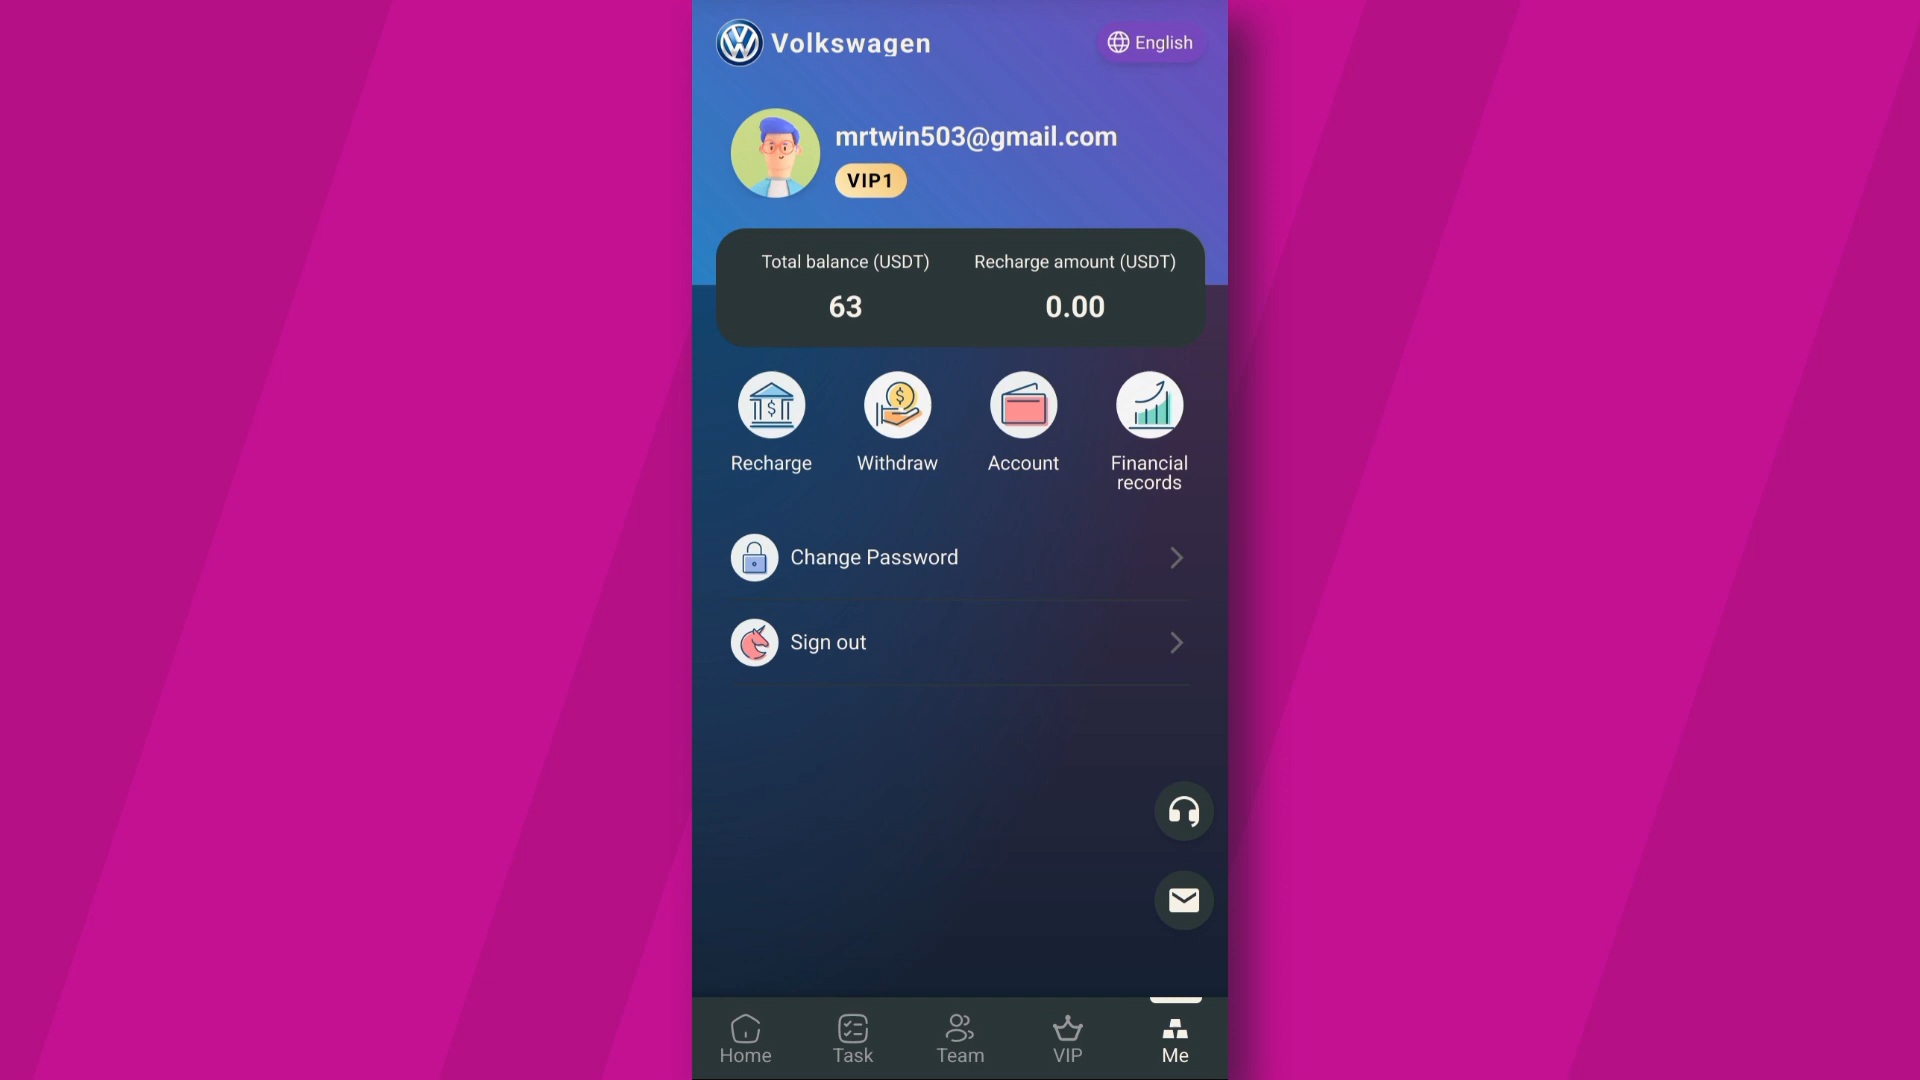 Volkswagen
English
mrtwin503@gmail.com
VIP1
Total balance (USDT)
Recharge amount (USDT)
63
0.00
Recharge
Withdraw
Account
Financial
records
Change Password
Sign out
Home
Task
Team
VIP
Me